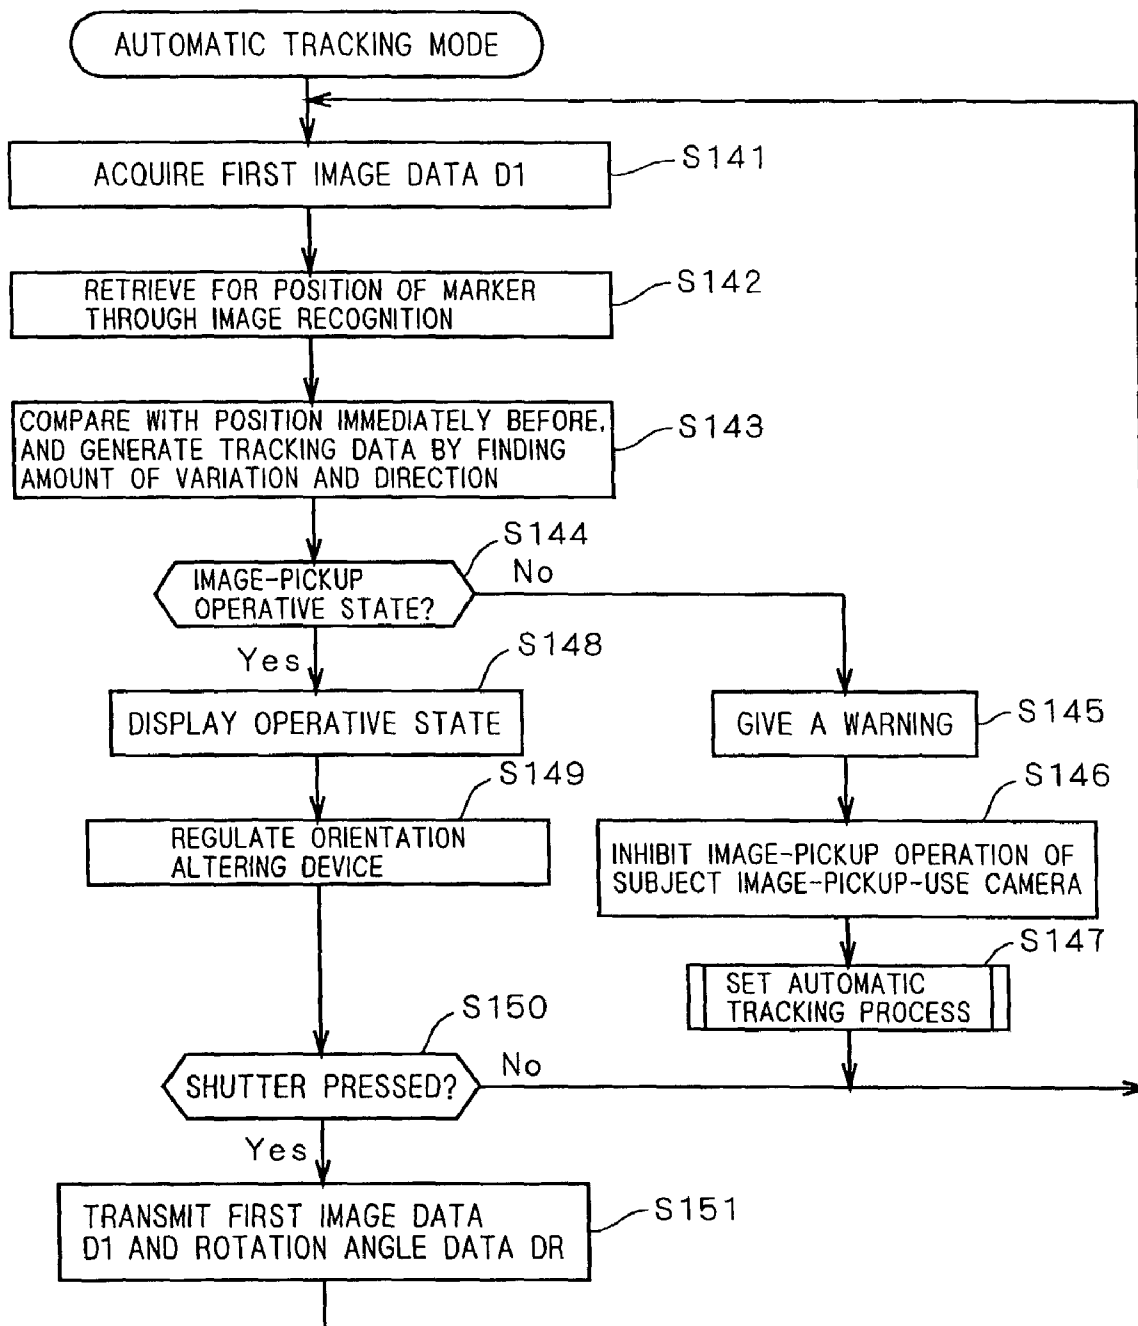 AUTOMATIC TRACKING MODE
ACQUIRE FIRST IMAGE DATA D1
S141
RETRIEVE FOR POSITION OF MARKER
THROUGH IMAGE RECOGNITION
S142
COMPARE WITH POSITION IMMEDIATELY BEFORE,
AND GENERATE TRACKING DATA BY FINDING
AMOUNT OF VARIATION AND DIRECTION
S143
IMAGE-PICKUP
OPERATIVE STATE?
S144
No
Yes
DISPLAY OPERATIVE STATE
S148
GIVE A WARNING
S145
REGULATE ORIENTATION
ALTERING DEVICE
S149
INHIBIT IMAGE-PICKUP OPERATION OF
SUBJECT IMAGE-PICKUP-USE CAMERA
S146
SET AUTOMATIC
TRACKING PROCESS
S147
SHUTTER PRESSED?
S150
No
Yes
TRANSMIT FIRST IMAGE DATA
D1 AND ROTATION ANGLE DATA DR
S151